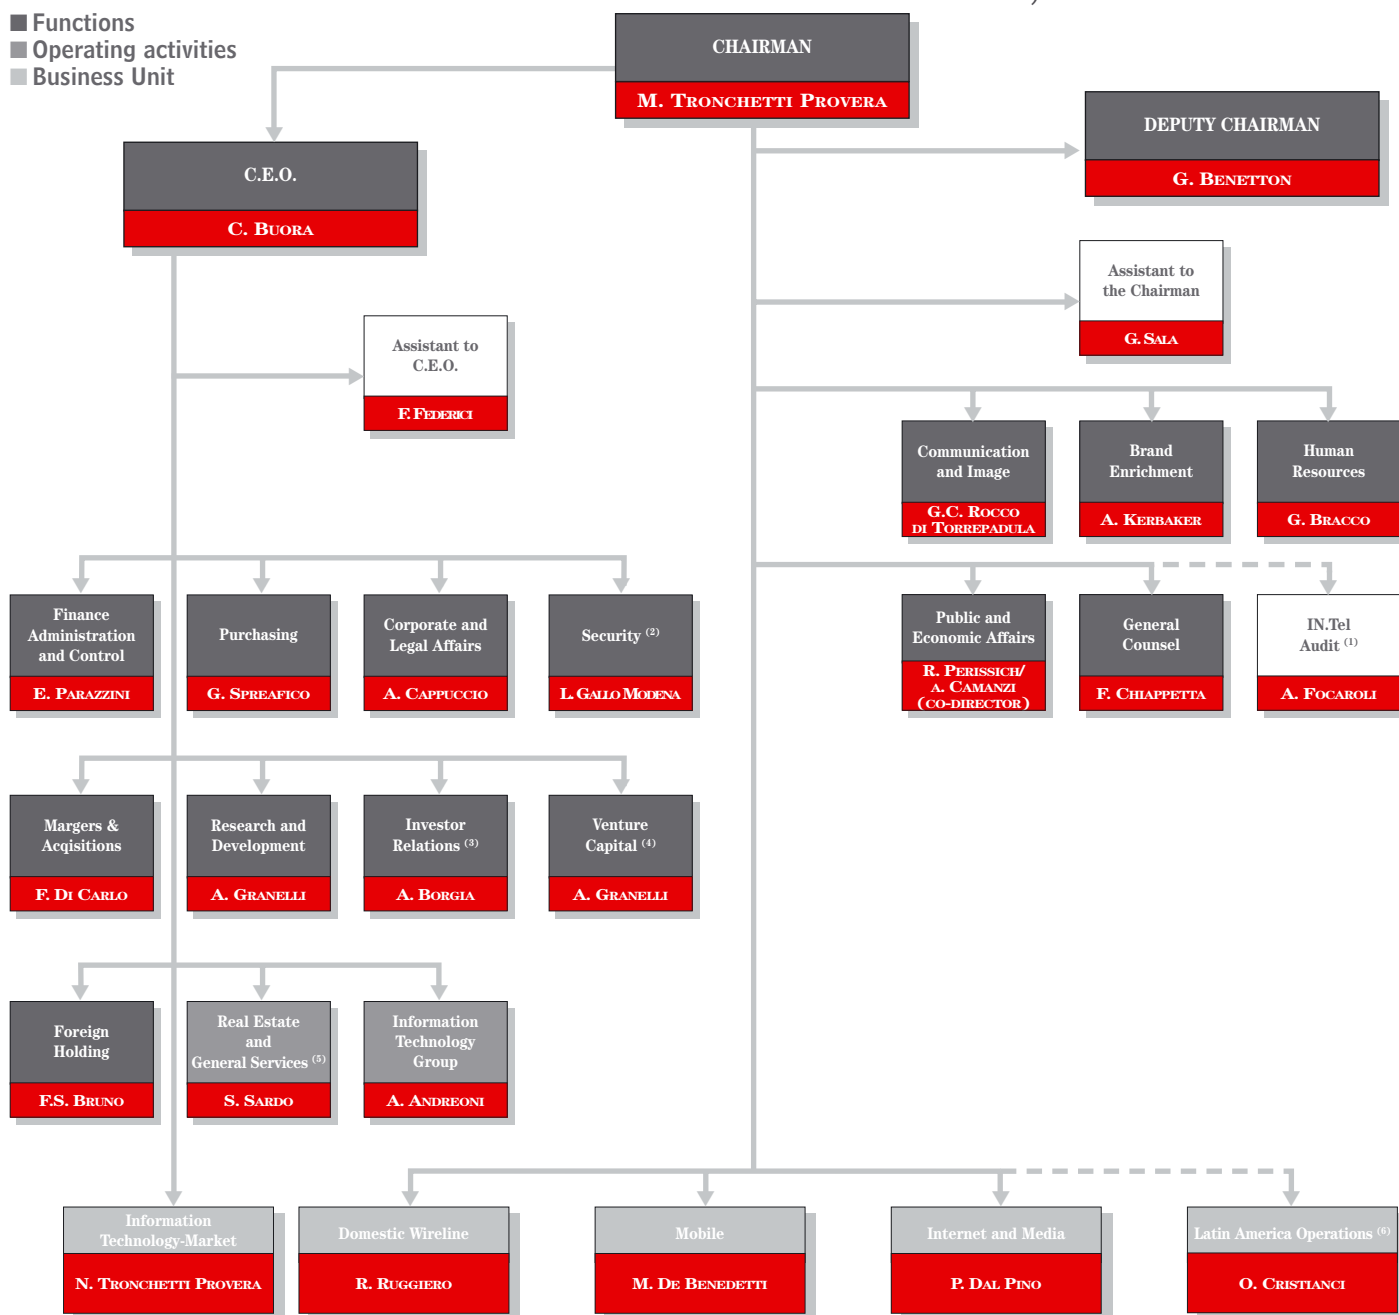 Functions
Operating activities
Business Unit
CHAIRMAN
M. TRONCHETTI PROVERA
DEPUTY CHAIRMAN
G. BENETTON
C.E.O.
C. BUORA
Assistant to
the Chairman
G. SALA
Assistant to
C.E.O.
F. FEDERICI
Communication
and Image
G.C. ROCCO
DI TORREPADULA
Brand
Enrichment
A. KERBAKER
Human
Resources
G. BRACCO
Finance
Administration
and Control
E. PARAZZINI
Purchasing
G. SPREAFICO
Corporate and
Legal Affairs
A. CAPPUCCIO
Security (2)
L. GALLO MODENA
Public and
Economic Affairs
R. PERISSICH/
A. CAMANZI
(CO-DIRECTOR)
General
Counsel
F. CHIAPPETTA
IN.Tel
Audit (1)
A. FOCAROLI
Margers &
Acqisitions
F. DI CARLO
Research and
Development
A. GRANELLI
Investor
Relations (3)
A. BORGIA
Venture
Capital (4)
A. GRANELLI
Foreign
Holding
F.S. BRUNO
Real Estate
and
General Services (5)
S. SARDO
Information
Technology
Group
A. ANDREONI
Information
Technology-Market
N. TRONCHETTI PROVERA
Domestic Wireline
R. RUGGIERO
Mobile
M. DE BENEDETTI
Internet and Media
P. DAL PINO
Latin America Operations (6)
O. CRISTIANCI